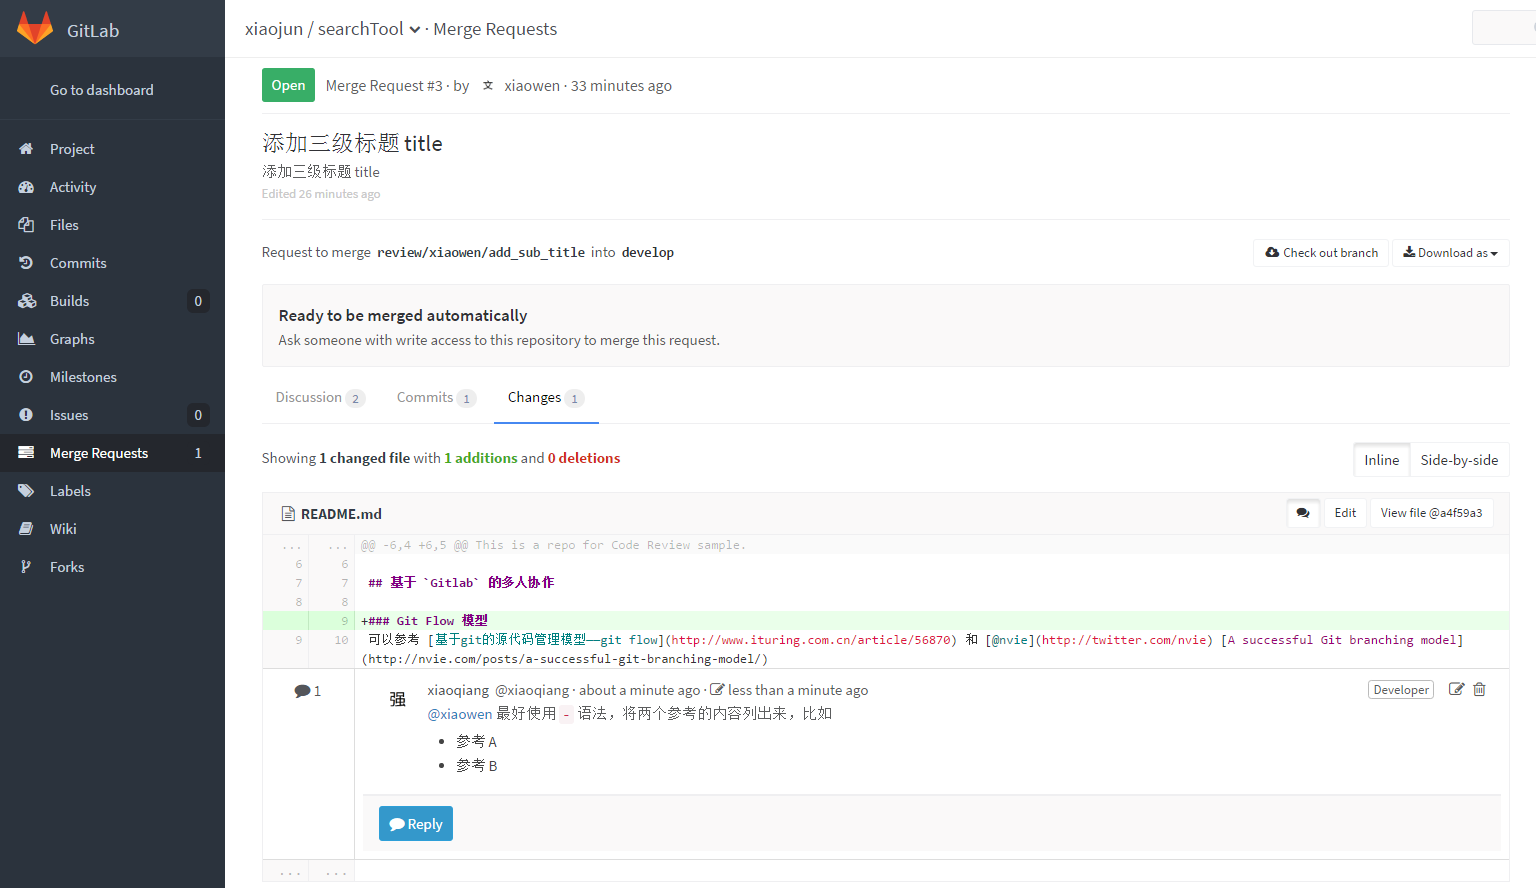 GitLab
xiaojun / searchTool · Merge Requests
Go to dashboard
Project
Activity
Files
Commits
Builds 0
Graphs
Milestones
Issues 0
Merge Requests 1
Labels
Wiki
Forks
Open Merge Request #3 · by 文 xiaowen · 33 minutes ago
添加三级标题 title
添加三级标题 title
Edited 26 minutes ago
Request to merge review/xiaowen/add_sub_title into develop
Check out branch
Download as
Ready to be merged automatically
Ask someone with write access to this repository to merge this request.
Discussion 2 Commits 1 Changes 1
Showing 1 changed file with 1 additions and 0 deletions
Inline Side-by-side
README.md
Edit View file @a4f59a3
... ... @@ -6,4 +6,5 @@ This is a repo for Code Review sample.
6 6
7 7 ## 基于 `Gitlab` 的多人协作
8 8
9 +### Git Flow 模型
9 10 可以参考 [基于git的源代码管理模型——git flow](http://www.ituring.com.cn/article/56870) 和 [@nvie](http://twitter.com/nvie) [A successful Git branching model]
(http://nvie.com/posts/a-successful-git-branching-model/)
1
强 xiaoqiang @xiaoqiang · about a minute ago · less than a minute ago Developer
@xiaowen 最好使用 - 语法，将两个参考的内容列出来，比如
• 参考 A
• 参考 B
Reply
... ...